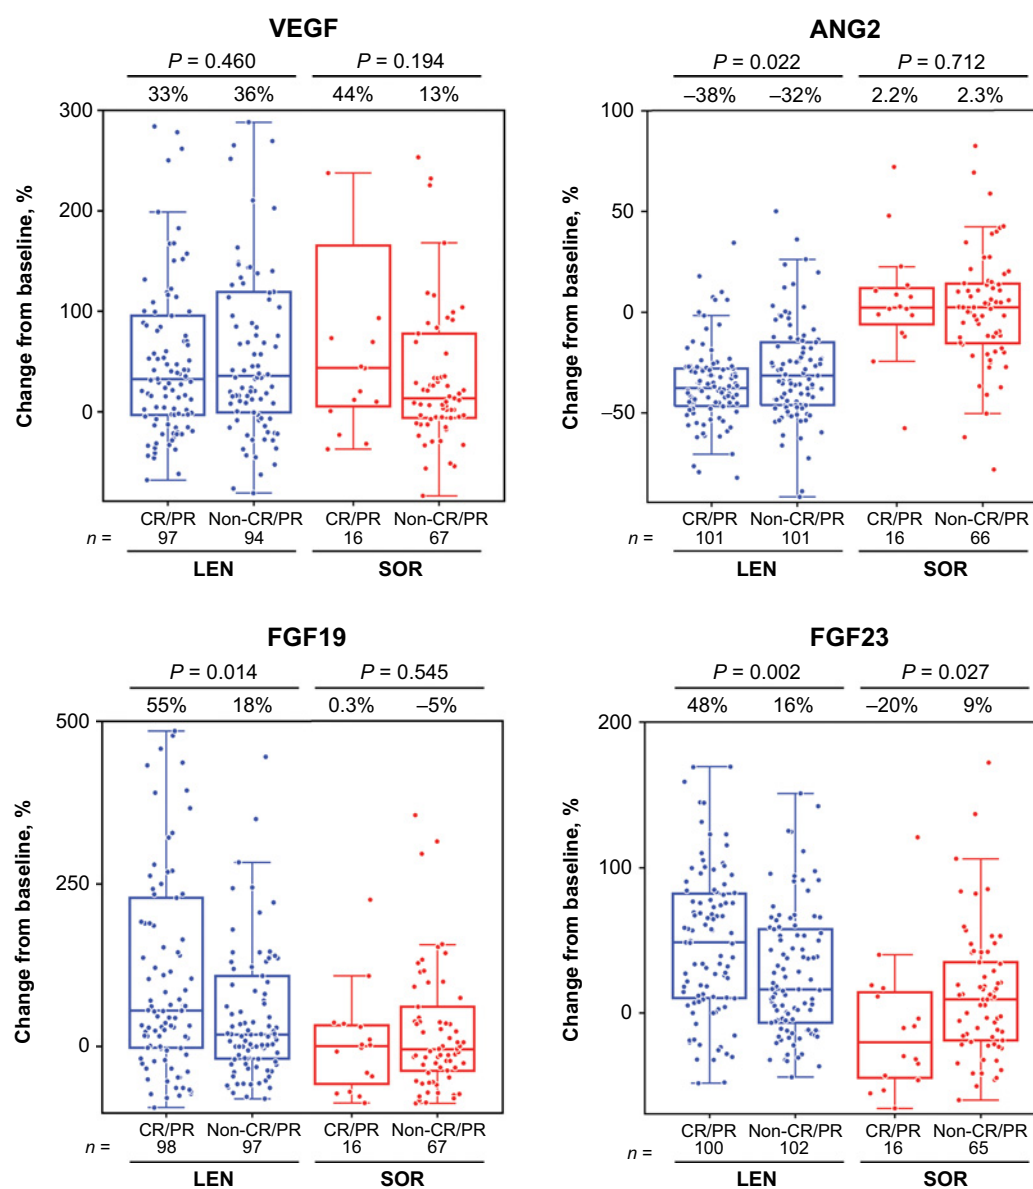 VEGF
P = 0.460 P = 0.194
33% 36% 44% 13%
300
200
100
0
Change from baseline, %
CR/PR Non-CR/PR CR/PR Non-CR/PR
n = 97 94 16 67
LEN SOR
ANG2
P = 0.022 P = 0.712
–38% –32% 2.2% 2.3%
100
50
0
–50
Change from baseline, %
CR/PR Non-CR/PR CR/PR Non-CR/PR
n = 101 101 16 66
LEN SOR
FGF19
P = 0.014 P = 0.545
55% 18% 0.3% –5%
500
250
0
Change from baseline, %
CR/PR Non-CR/PR CR/PR Non-CR/PR
n = 98 97 16 67
LEN SOR
FGF23
P = 0.002 P = 0.027
48% 16% –20% 9%
200
100
0
Change from baseline, %
CR/PR Non-CR/PR CR/PR Non-CR/PR
n = 100 102 16 65
LEN SOR